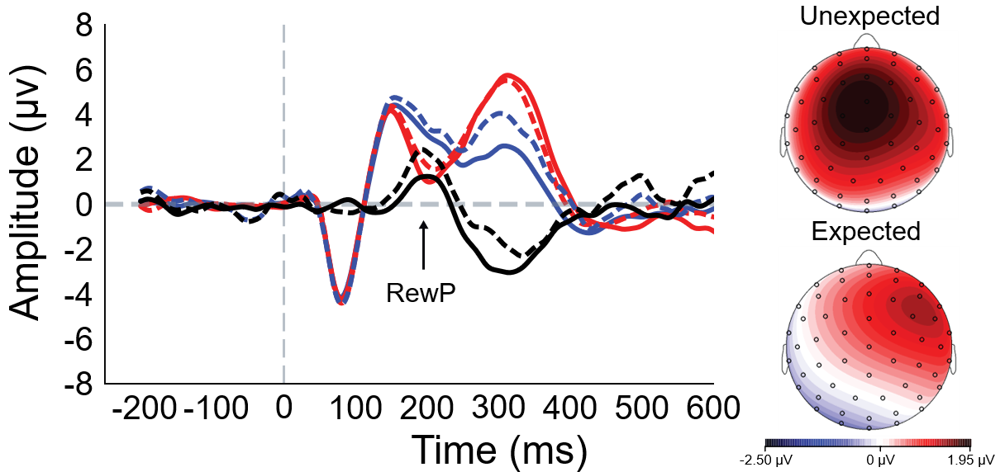 8
6
4
2
0
-2
-4
-6
-8
Amplitude (μv)
RewP
-200 -100 0 100 200 300 400 500 600
Time (ms)
Unexpected
Expected
-2.50 μV 0 μV 1.95 μV